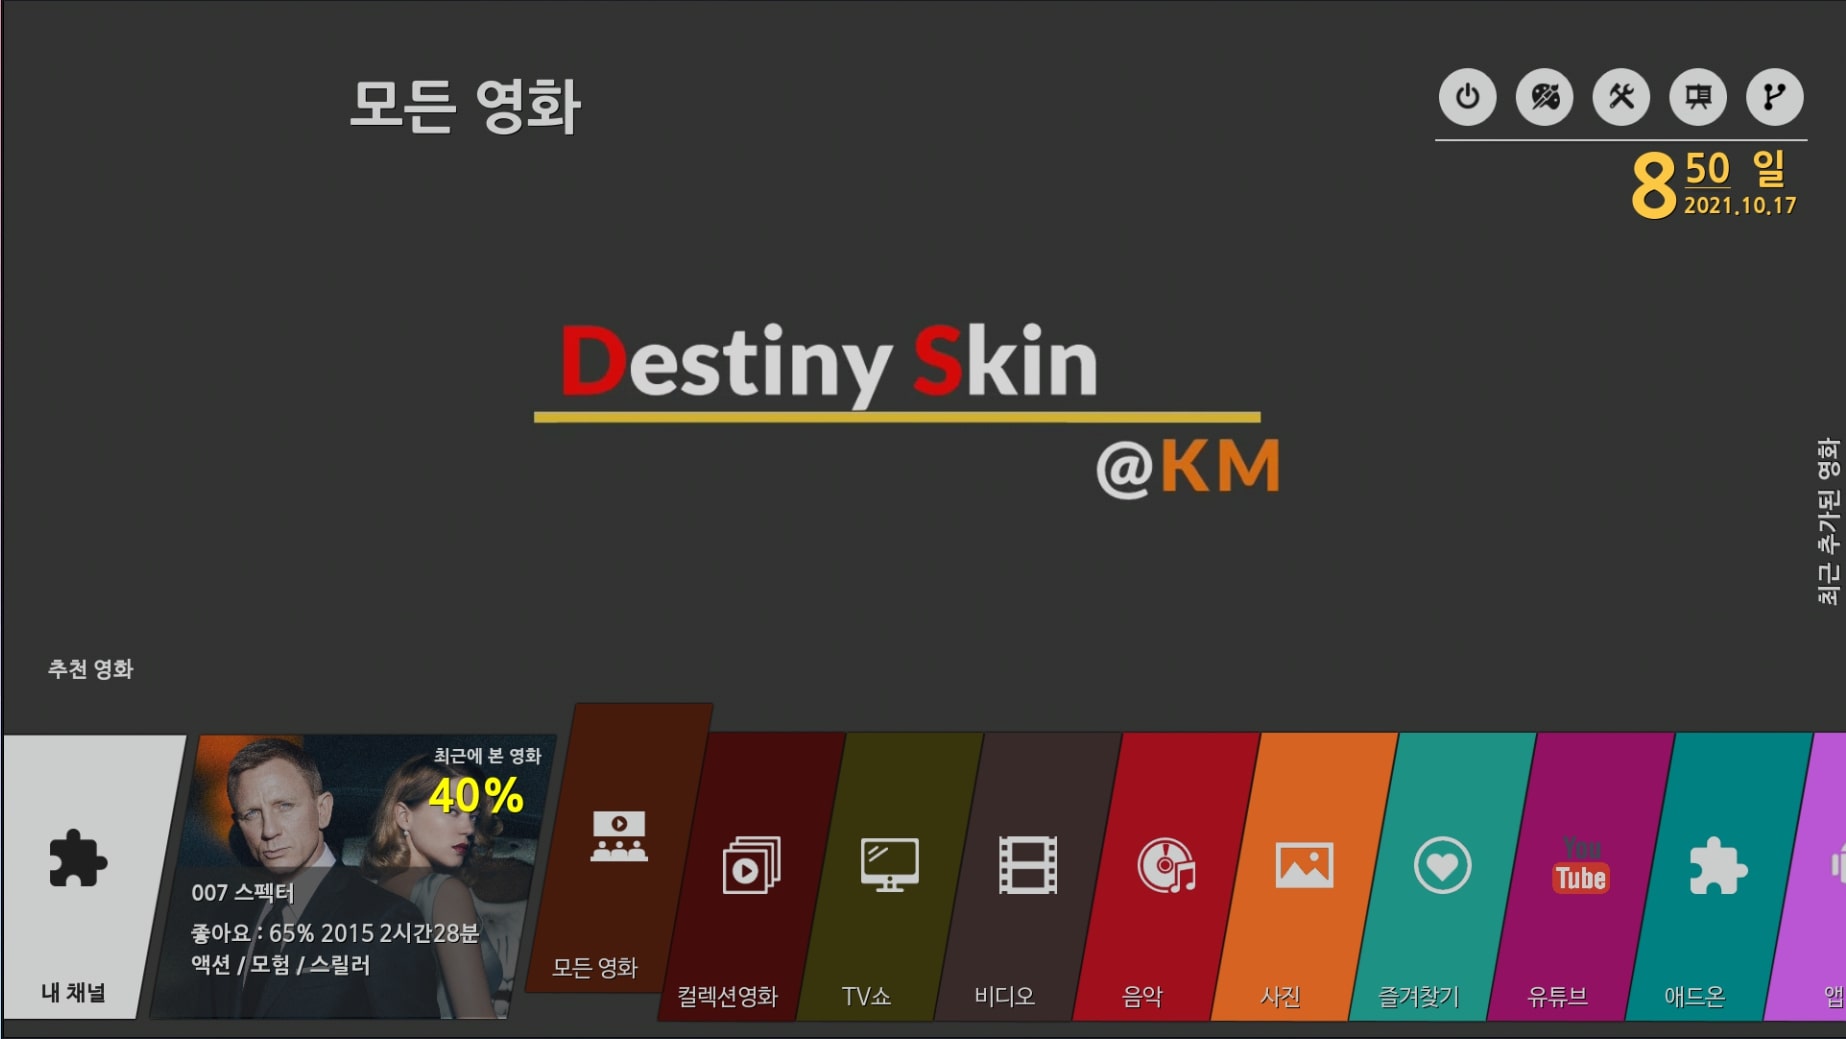 모든 영화
8 50 일
2021.10.17
Destiny Skin
@KM
최근 추가된 영화
추천 영화
최근에 본 영화
40%
007 스펙터
좋아요 : 65% 2015 2시간28분
액션 / 모험 / 스릴러
내 채널
모든 영화
컬렉션영화
TV쇼
비디오
음악
사진
즐겨찾기
You
Tube
유튜브
애드온
앱